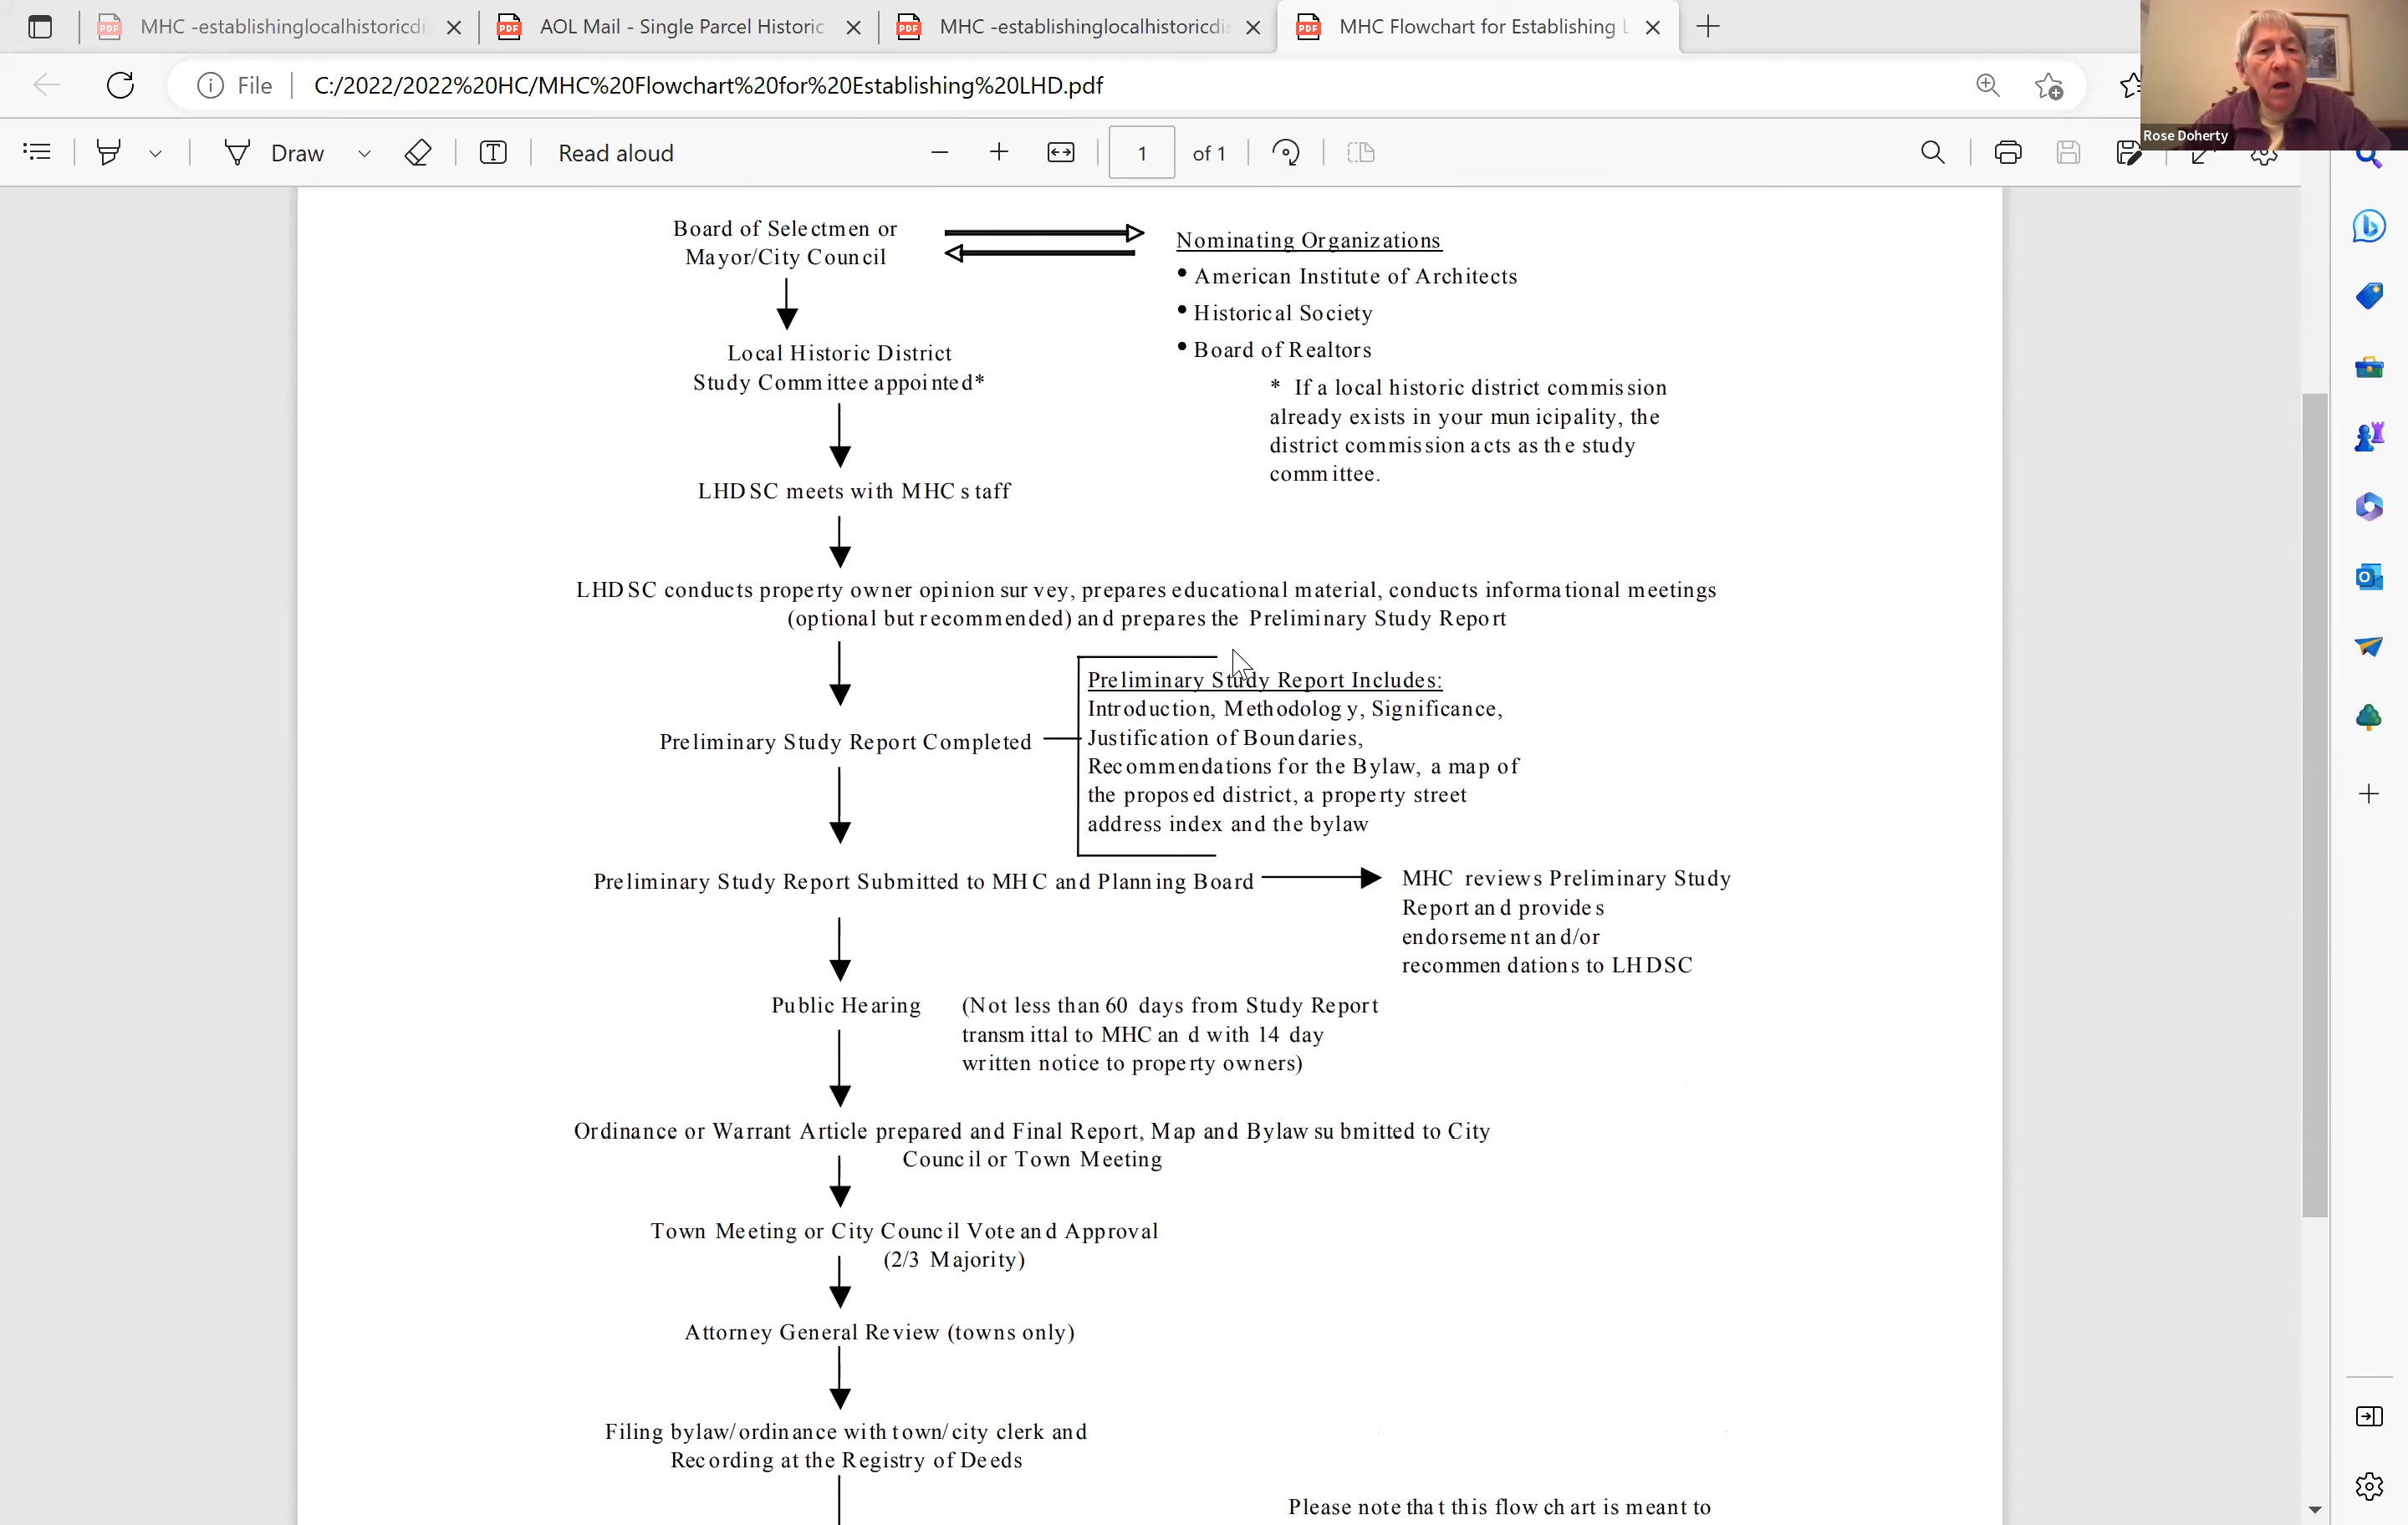 MHC -establishinglocalhistoricdi
AOL Mail - Single Parcel Historic
MHC -establishinglocalhistoricdi
MHC Flowchart for Establishing L
File
C:/2022/2022%20HC/MHC%20Flowchart%20for%20Establishing%20LHD.pdf
Rose Doherty
Draw
Read aloud
1
of 1
Board of Selectmen or
Mayor/City Council
Nominating Organizations
• American Institute of Architects
• Historical Society
• Board of Realtors
Local Historic District
Study Committee appointed*
* If a local historic district commission
already exists in your municipality, the
district commission acts as the study
committee.
LHDSC meets with MHC staff
LHDSC conducts property owner opinion survey, prepares educational material, conducts informational meetings
(optional but recommended) and prepares the Preliminary Study Report
Preliminary Study Report Completed
Preliminary Study Report Includes:
Introduction, Methodology, Significance,
Justification of Boundaries,
Recommendations for the Bylaw, a map of
the proposed district, a property street
address index and the bylaw
Preliminary Study Report Submitted to MHC and Planning Board
MHC reviews Preliminary Study
Report and provides
endorsement and/or
recommendations to LHDSC
Public Hearing
(Not less than 60 days from Study Report
transmittal to MHC and with 14 day
written notice to property owners)
Ordinance or Warrant Article prepared and Final Report, Map and Bylaw submitted to City
Council or Town Meeting
Town Meeting or City Council Vote and Approval
(2/3 Majority)
Attorney General Review (towns only)
Filing bylaw/ordinance with town/city clerk and
Recording at the Registry of Deeds
Please note that this flow chart is meant to